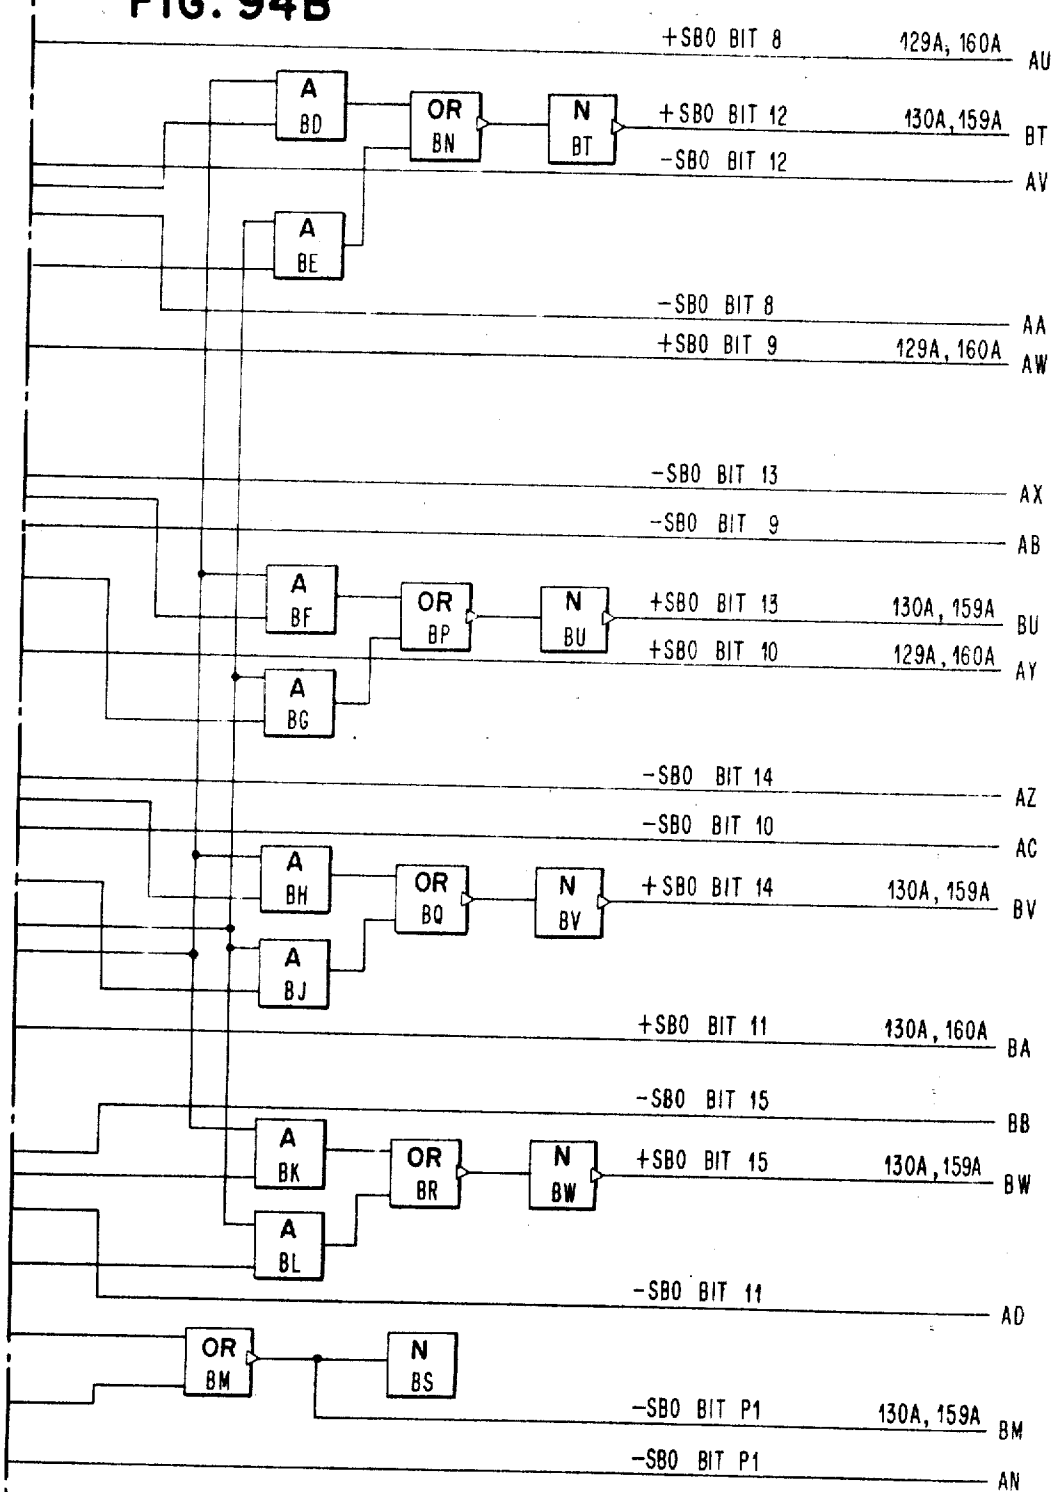 FIG. 94B
+SBO BIT 8 129A, 160A AU
A
BD
OR
BN
N
BT
+SBO BIT 12 130A, 159A BT
-SBO BIT 12 AV
A
BE
-SBO BIT 8 AA
+SBO BIT 9 129A, 160A AW
-SBO BIT 13 AX
-SBO BIT 9 AB
A
BF
OR
BP
N
BU
+SBO BIT 13 130A, 159A BU
+SBO BIT 10 129A, 160A AY
A
BG
-SBO BIT 14 AZ
-SBO BIT 10 AC
A
BH
OR
BQ
N
BV
+SBO BIT 14 130A, 159A BV
A
BJ
+SBO BIT 11 130A, 160A BA
-SBO BIT 15 BB
A
BK
OR
BR
N
BW
+SBO BIT 15 130A, 159A BW
A
BL
-SBO BIT 11 AD
OR
BM
N
BS
-SBO BIT P1 130A, 159A BM
-SBO BIT P1 AN